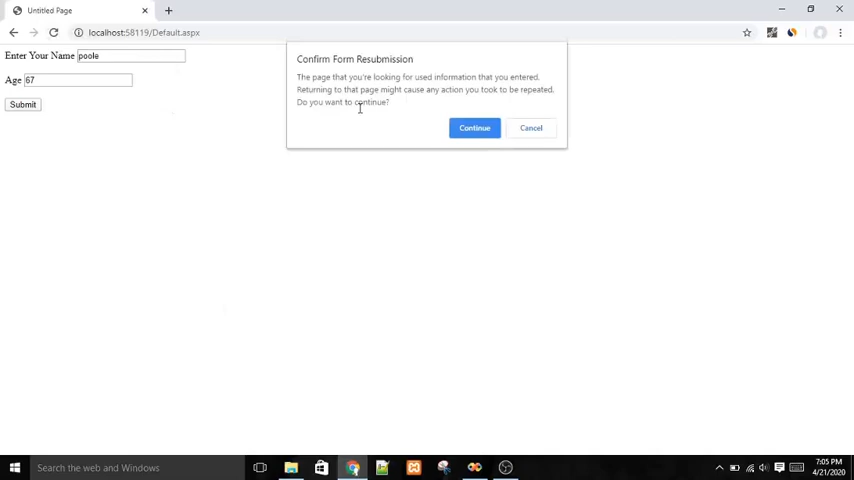 Untitled Page
localhost:58119/Default.aspx
Enter Your Name poole
Age 67
Submit
Confirm Form Resubmission
The page that you're looking for used information that you entered.
Returning to that page might cause any action you took to be repeated.
Do you want to continue?
Continue Cancel
Search the web and Windows
7:05 PM
4/21/2020